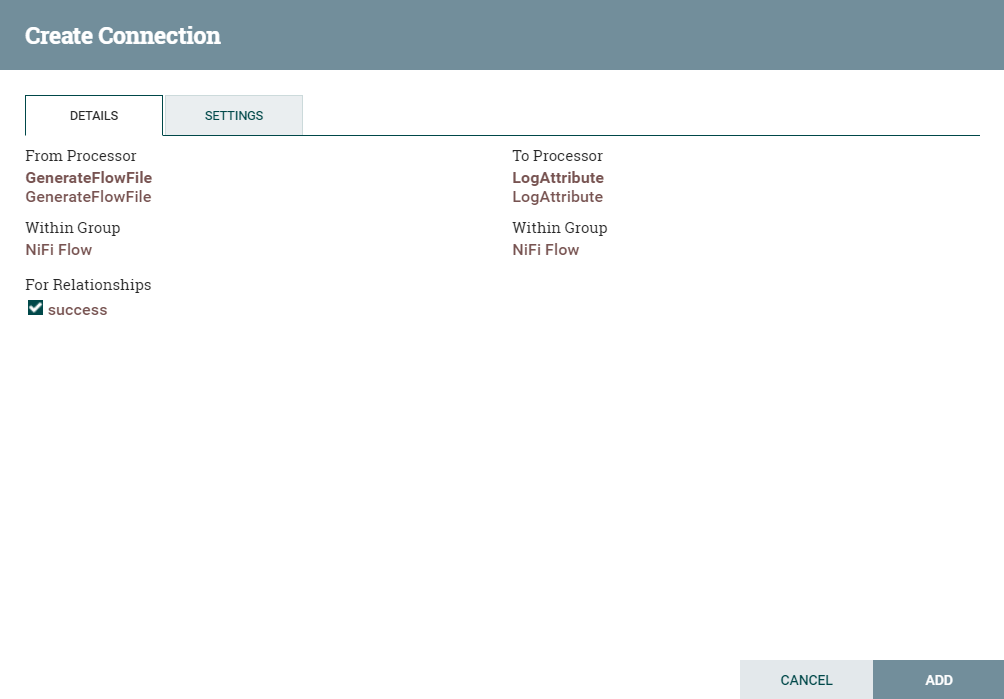 Create Connection
DETAILS
SETTINGS
From Processor
GenerateFlowFile
GenerateFlowFile
Within Group
NiFi Flow
For Relationships
success
To Processor
LogAttribute
LogAttribute
Within Group
NiFi Flow
CANCEL
ADD